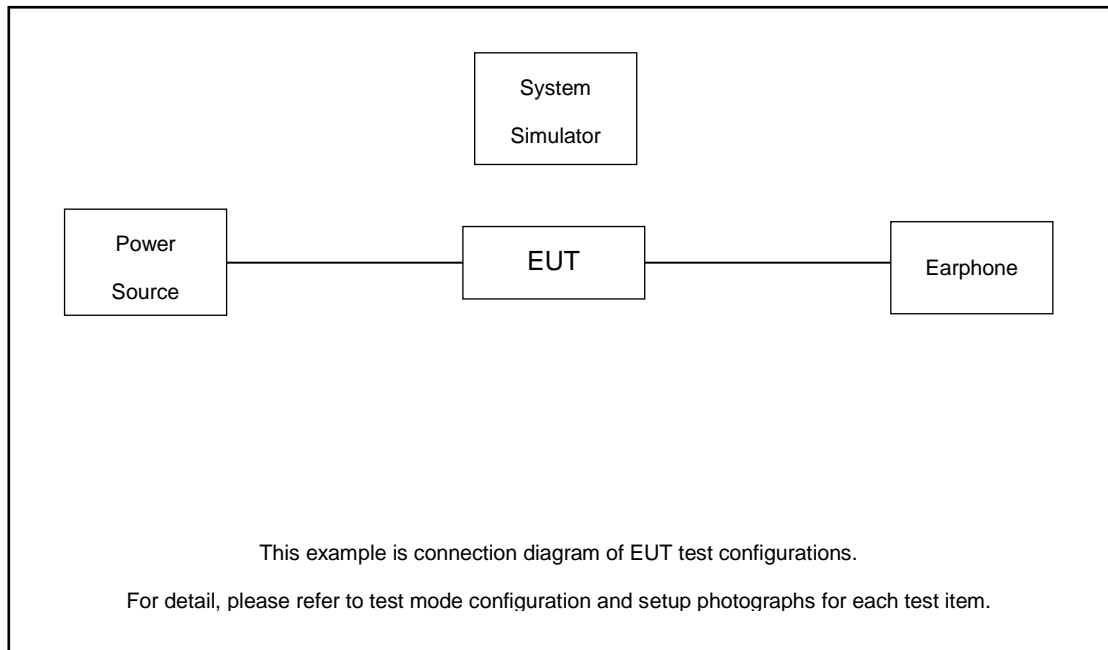 System
Simulator
Power
Source
EUT
Earphone
This example is connection diagram of EUT test configurations.
For detail, please refer to test mode configuration and setup photographs for each test item.